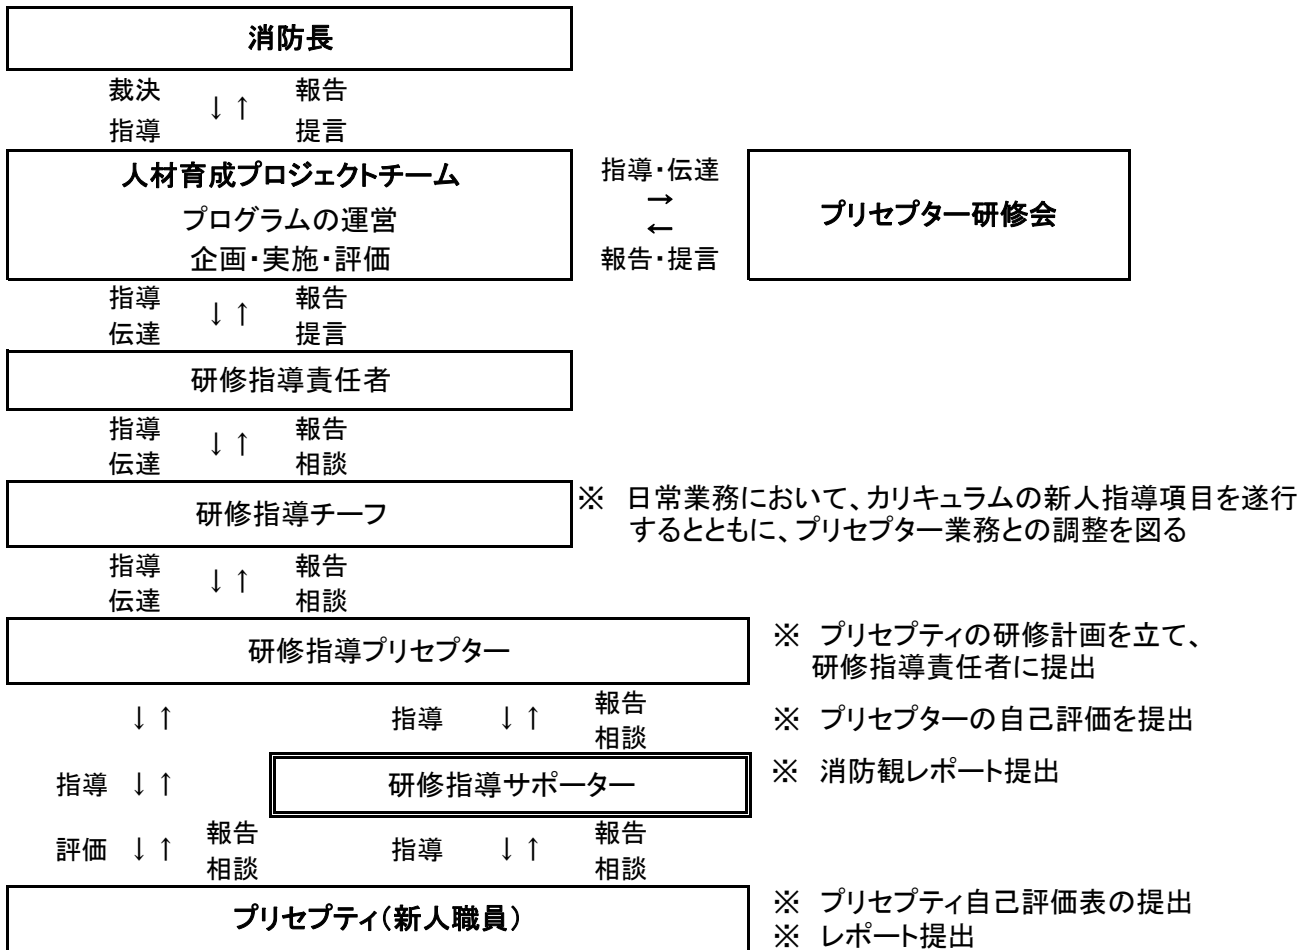 消防長
裁決 ↓↑ 報告
指導 提言
人材育成プロジェクトチーム
プログラムの運営
企画・実施・評価
指導・伝達
→
←
報告・提言
プリセプター研修会
指導 ↓↑ 報告
伝達 提言
研修指導責任者
指導 ↓↑ 報告
伝達 相談
研修指導チーフ
※ 日常業務において、カリキュラムの新人指導項目を遂行
するとともに、プリセプター業務との調整を図る
指導 ↓↑ 報告
伝達 相談
研修指導プリセプター
※ プリセプティの研修計画を立て、
研修指導責任者に提出
↓↑ 指導 ↓↑ 報告
相談
※ プリセプターの自己評価を提出
指導 ↓↑
研修指導サポーター
※ 消防観レポート提出
評価 ↓↑ 報告
相談
指導 ↓↑ 報告
相談
プリセプティ(新人職員)
※ プリセプティ自己評価表の提出
※ レポート提出